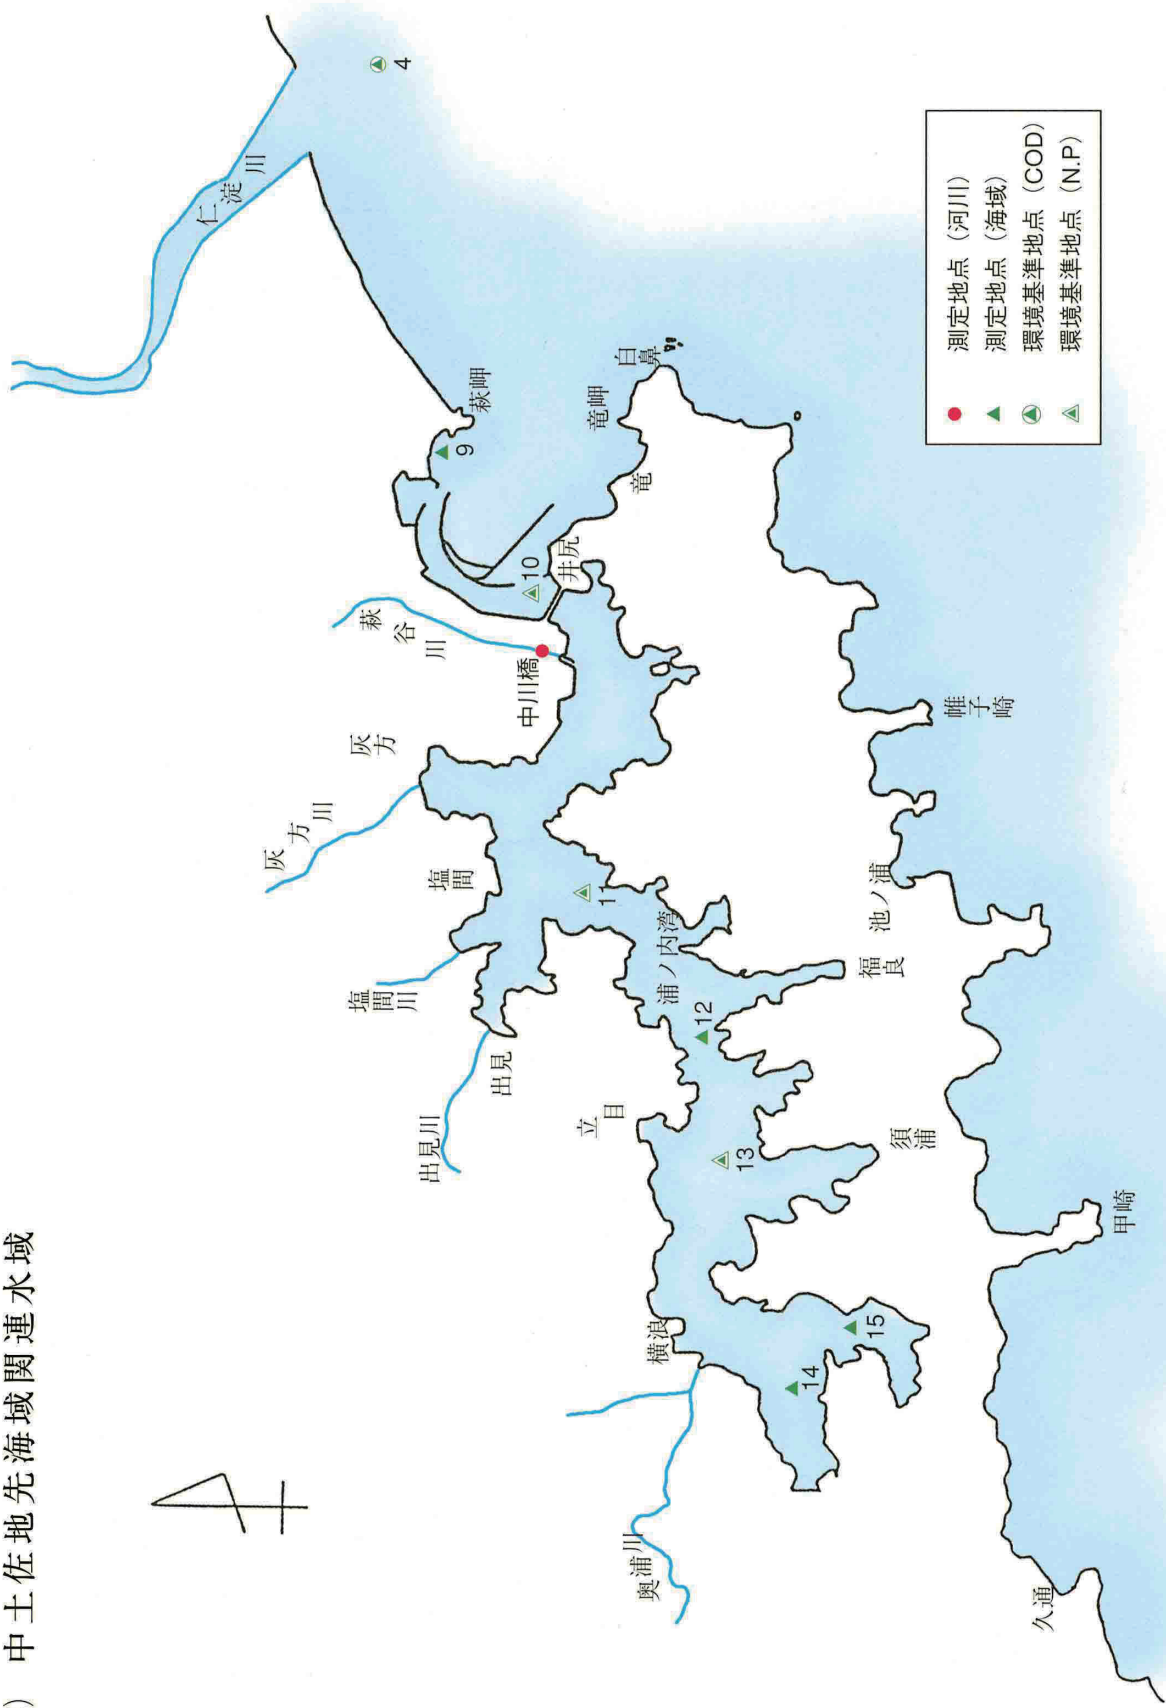 ) 中土佐地先海域関連水域
仁淀川
4
萩岬
9
白鼻
竜岬
竜
井尻
10
萩谷川
中川橋
灰方
灰方川
塩間
塩間川
11
浦ノ内湾
出見
出見川
12
福良
池ノ浦
帷子崎
立目
13
須浦
横浪
14
15
奥浦川
甲崎
久通
測定地点（河川）
測定地点（海域）
環境基準地点（COD）
環境基準地点（N.P）